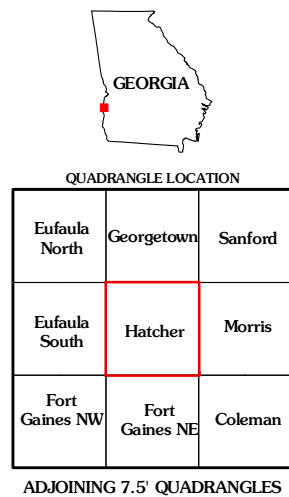 GEORGIA
QUADRANGLE LOCATION
Eufaula
North
Georgetown
Sanford
Eufaula
South
Hatcher
Morris
Fort
Gaines NW
Fort
Gaines NE
Coleman
ADJOINING 7.5' QUADRANGLES